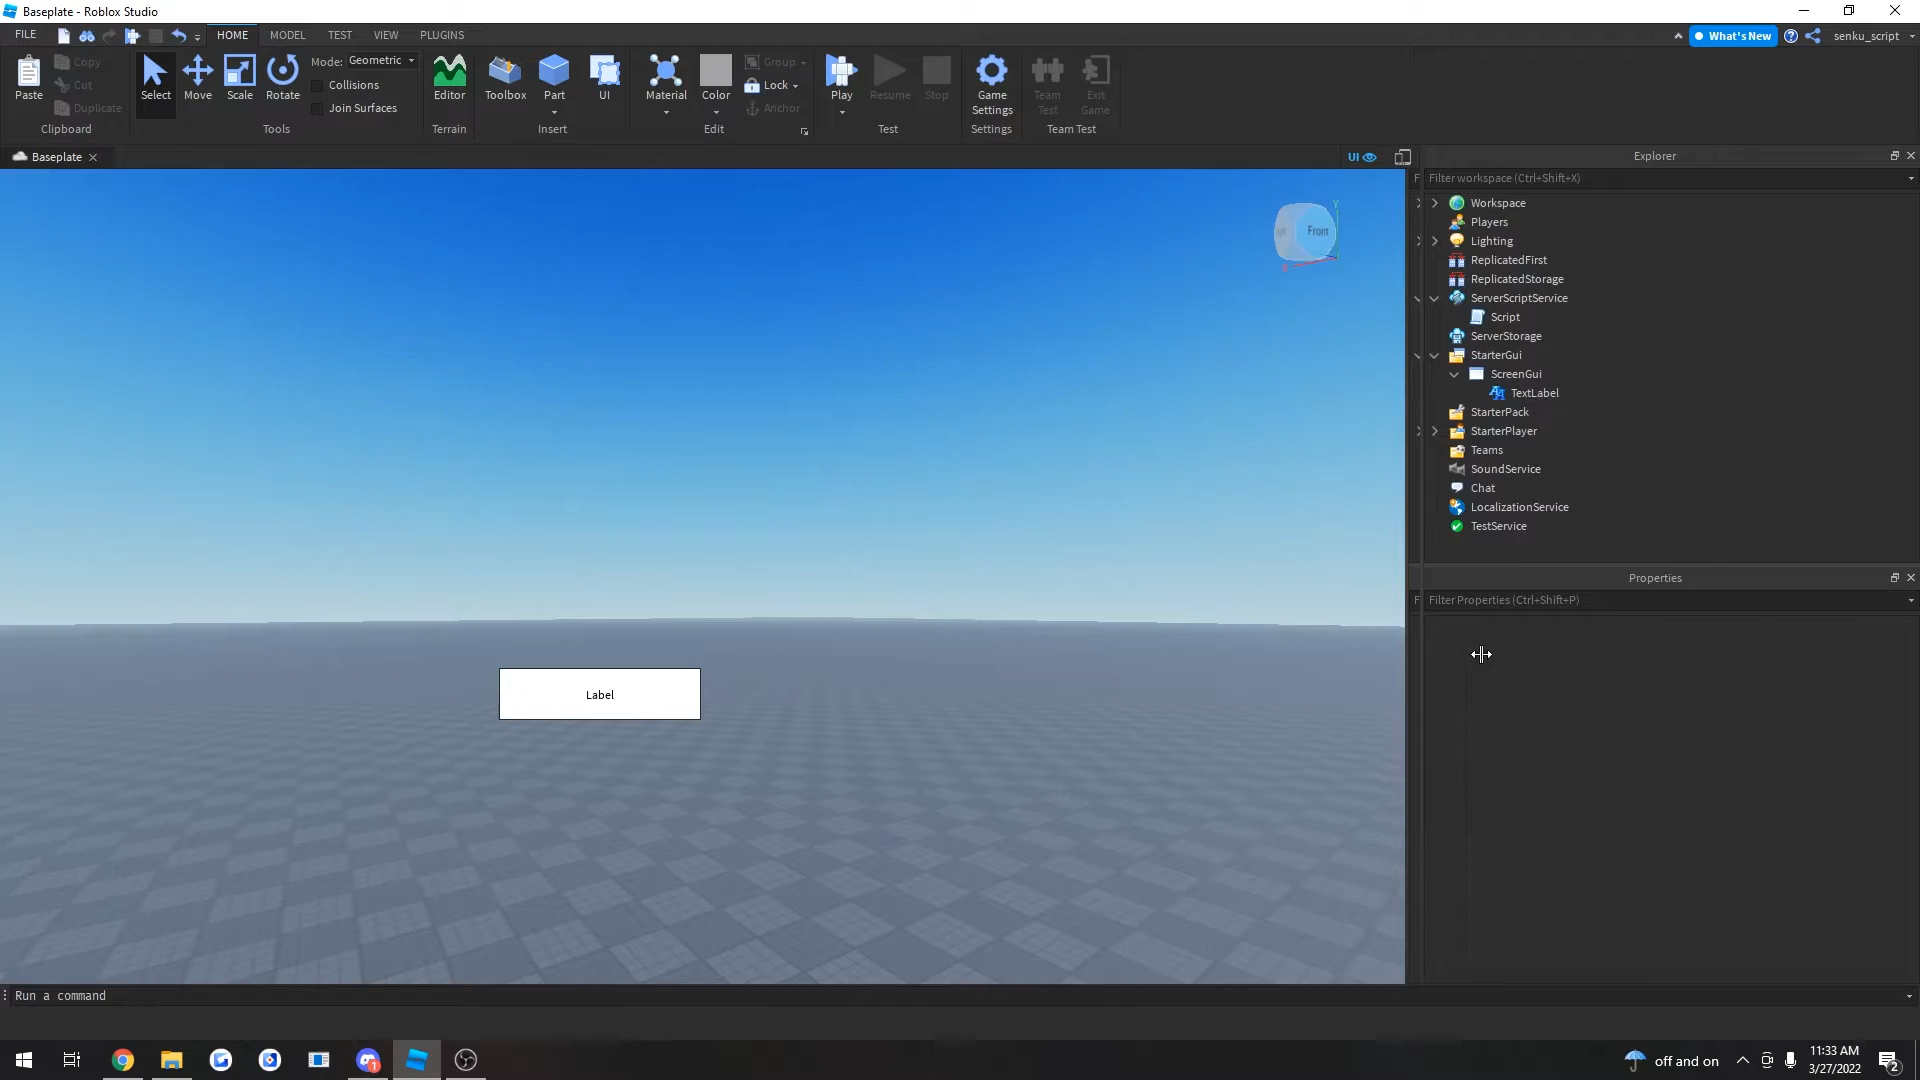 Baseplate - Roblox Studio
FILE HOME MODEL TEST VIEW PLUGINS What's New senku_script
Paste Copy Cut Duplicate
Clipboard
Select Move Scale Rotate Mode: Geometric
Collisions
Join Surfaces
Tools
Editor
Terrain
Toolbox Part UI
Insert
Material Color Group Lock Anchor
Edit
Play Resume Stop
Test
Game Settings
Settings
Team Test Exit Game
Team Test
Baseplate UI
Front
Label
Explorer
Filter workspace (Ctrl+Shift+X)
Workspace
Players
Lighting
ReplicatedFirst
ReplicatedStorage
ServerScriptService
Script
ServerStorage
StarterGui
ScreenGui
TextLabel
StarterPack
StarterPlayer
Teams
SoundService
Chat
LocalizationService
TestService
Properties
Filter Properties (Ctrl+Shift+P)
Run a command
off and on
11:33 AM
3/27/2022
2
1